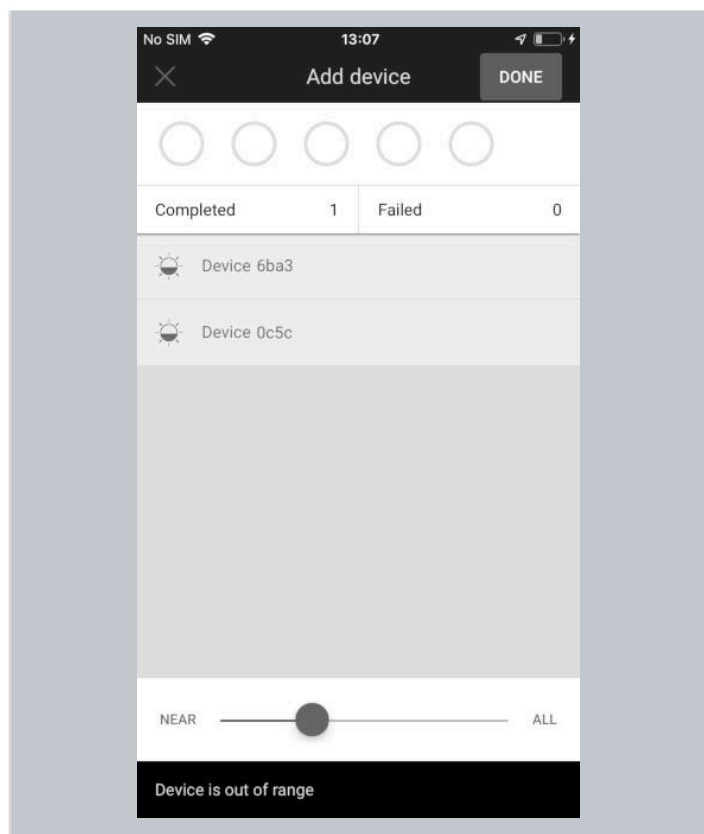 No SIM 13:07
Add device DONE
Completed 1 Failed 0
Device 6ba3
Device 0c5c
NEAR ALL
Device is out of range